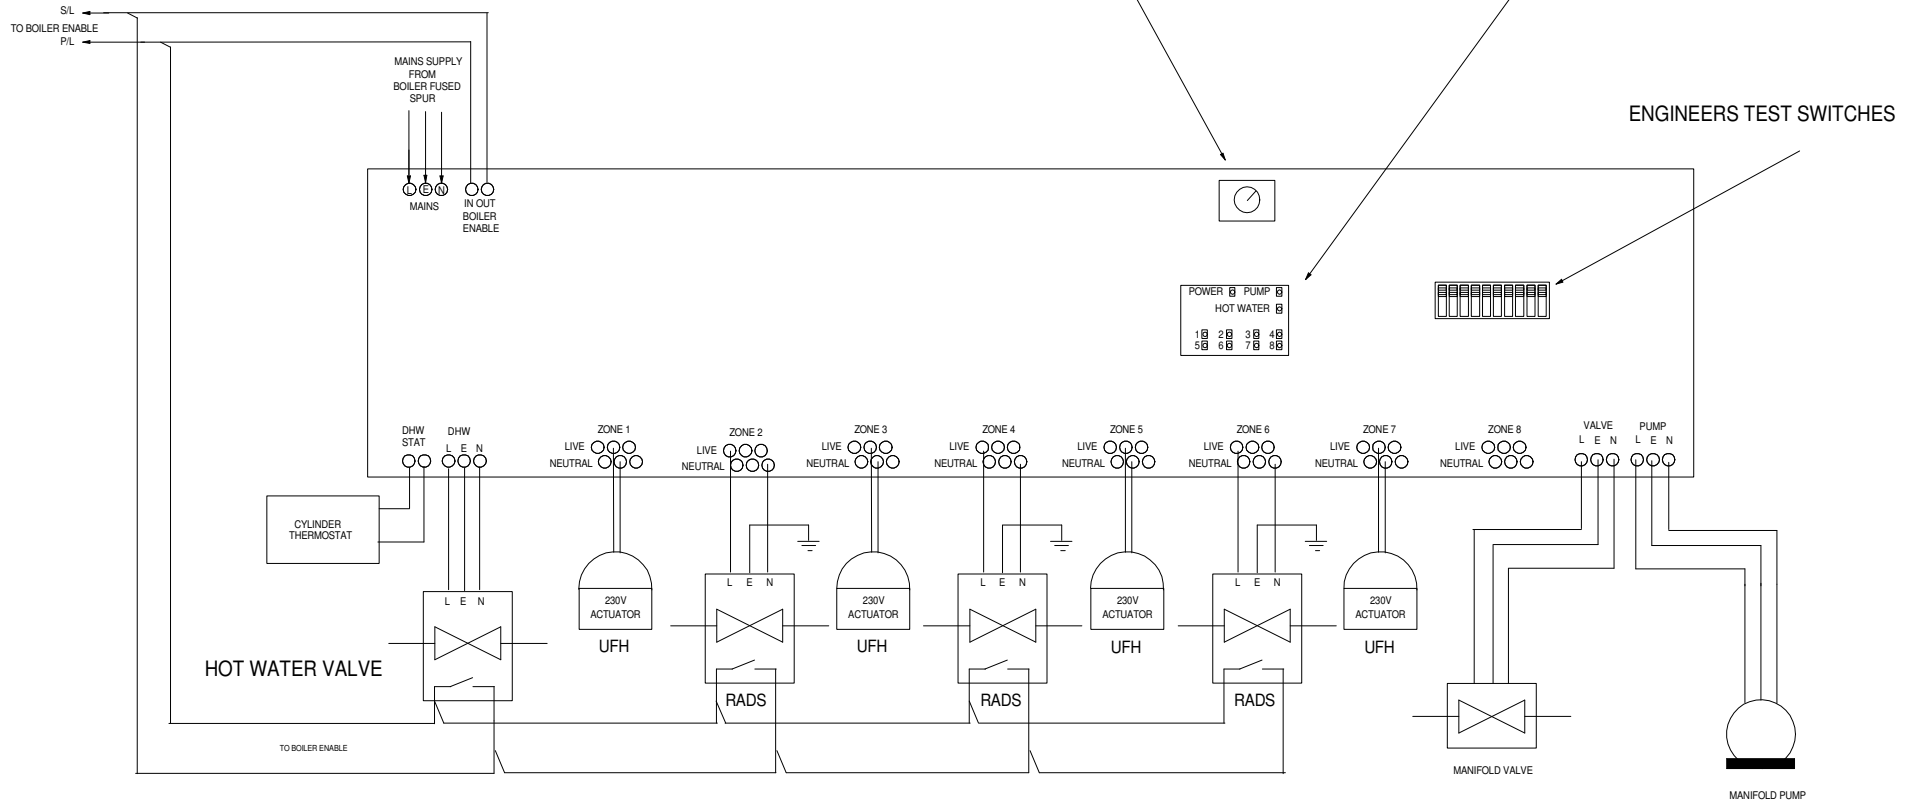 S/L
TO BOILER ENABLE
P/L
MAINS SUPPLY
FROM
BOILER FUSED
SPUR
ENGINEERS TEST SWITCHES
L E N
MAINS
IN OUT
BOILER
ENABLE
POWER PUMP
HOT WATER
1 2 3 4
5 6 7 8
DHW
STAT
DHW
L E N
ZONE 1
LIVE
NEUTRAL
ZONE 2
LIVE
NEUTRAL
ZONE 3
LIVE
NEUTRAL
ZONE 4
LIVE
NEUTRAL
ZONE 5
LIVE
NEUTRAL
ZONE 6
LIVE
NEUTRAL
ZONE 7
LIVE
NEUTRAL
ZONE 8
LIVE
NEUTRAL
VALVE
L E N
PUMP
L E N
CYLINDER
THERMOSTAT
L E N
HOT WATER VALVE
230V
ACTUATOR
UFH
L E N
RADS
230V
ACTUATOR
UFH
L E N
RADS
230V
ACTUATOR
UFH
L E N
RADS
230V
ACTUATOR
UFH
TO BOILER ENABLE
MANIFOLD VALVE
MANIFOLD PUMP